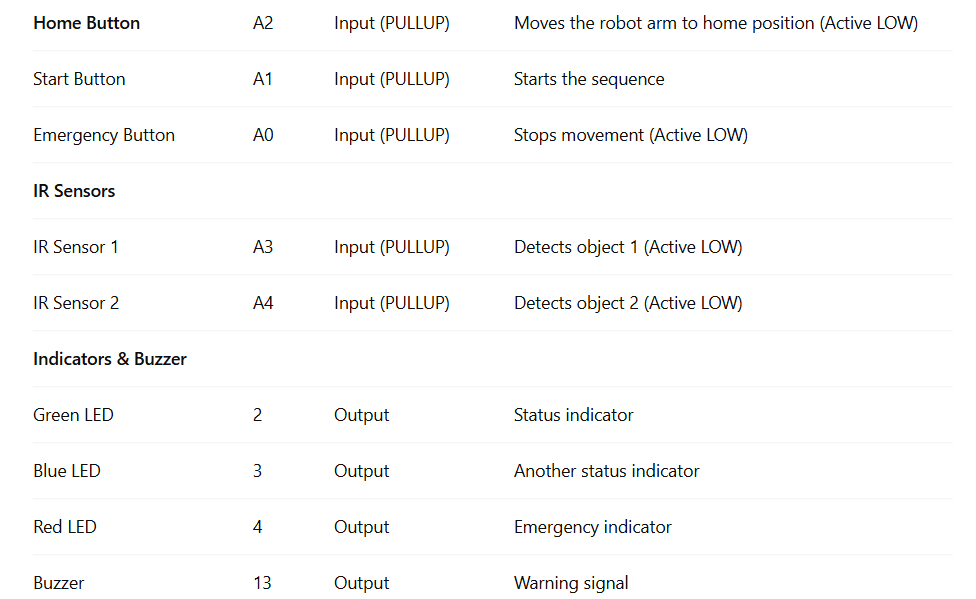 Home Button A2 Input (PULLUP) Moves the robot arm to home position (Active LOW)
Start Button A1 Input (PULLUP) Starts the sequence
Emergency Button A0 Input (PULLUP) Stops movement (Active LOW)
IR Sensors
IR Sensor 1 A3 Input (PULLUP) Detects object 1 (Active LOW)
IR Sensor 2 A4 Input (PULLUP) Detects object 2 (Active LOW)
Indicators & Buzzer
Green LED 2 Output Status indicator
Blue LED 3 Output Another status indicator
Red LED 4 Output Emergency indicator
Buzzer 13 Output Warning signal